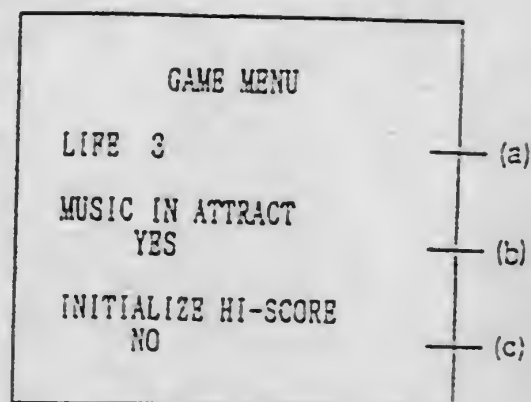 GAME MENU
LIFE 3 (a)
MUSIC IN ATTRACT
YES (b)
INITIALIZE HI-SCORE
NO (c)